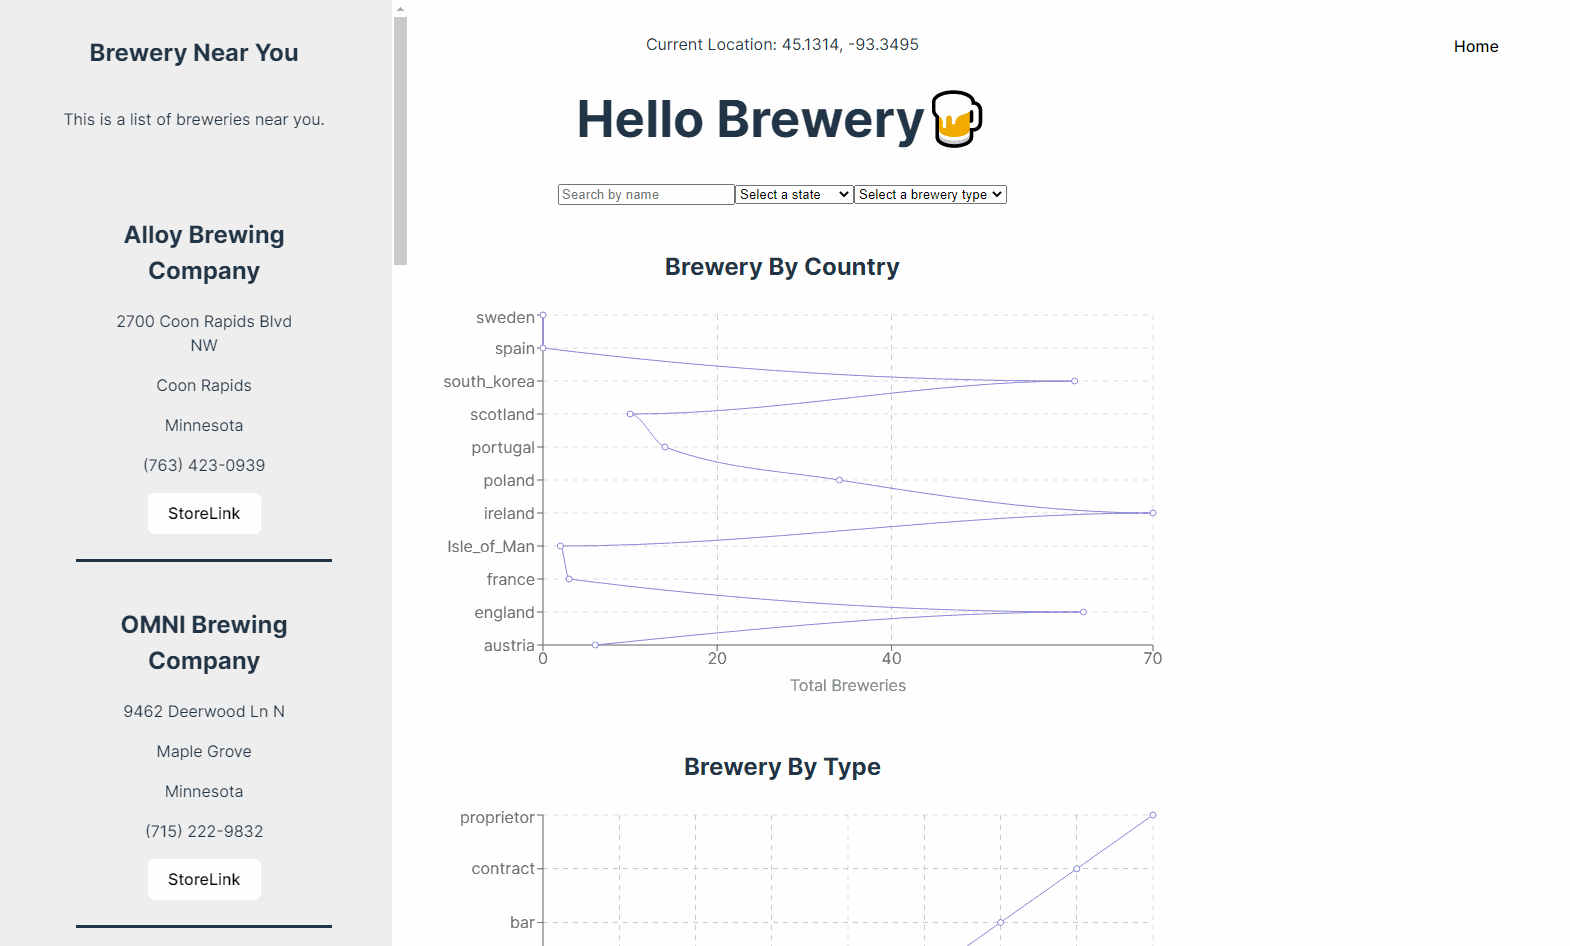 Brewery Near You
This is a list of breweries near you.
Alloy Brewing
Company
2700 Coon Rapids Blvd
NW
Coon Rapids
Minnesota
(763) 423-0939
StoreLink
OMNI Brewing
Company
9462 Deerwood Ln N
Maple Grove
Minnesota
(715) 222-9832
StoreLink
Current Location: 45.1314, -93.3495
Home
Hello Brewery
Search by name
Select a state
Select a brewery type
Brewery By Country
sweden
spain
south_korea
scotland
portugal
poland
ireland
Isle_of_Man
france
england
austria
0 20 40 70
Total Breweries
Brewery By Type
proprietor
contract
bar